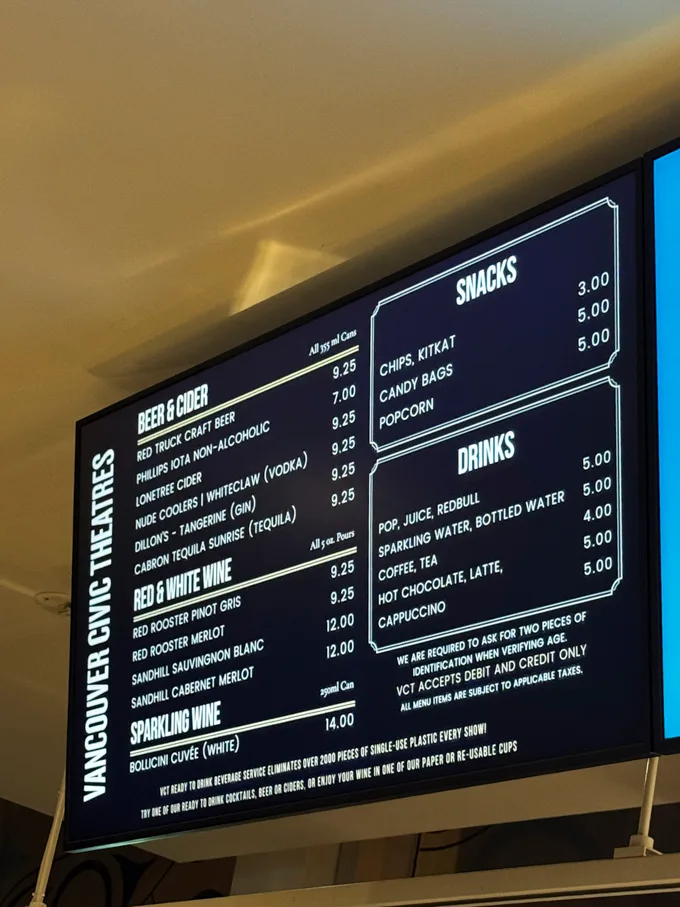 VANCOUVER CIVIC THEATRES
BEER & CIDER All 355 ml Cans
RED TRUCK CRAFT BEER 9.25
PHILLIPS IOTA NON-ALCOHOLIC 7.00
LONETREE CIDER 9.25
NUDE COOLERS | WHITECLAW (VODKA) 9.25
DILLON'S - TANGERINE (GIN) 9.25
CABRON TEQUILA SUNRISE (TEQUILA) 9.25
RED & WHITE WINE All 5 oz. Pours
RED ROOSTER PINOT GRIS 9.25
RED ROOSTER MERLOT 9.25
SANDHILL SAUVIGNON BLANC 12.00
SANDHILL CABERNET MERLOT 12.00
SPARKLING WINE 250ml Can
BOLLICINI CUVÉE (WHITE) 14.00
SNACKS
CHIPS, KITKAT 3.00
CANDY BAGS 5.00
POPCORN 5.00
DRINKS
POP, JUICE, REDBULL 5.00
SPARKLING WATER, BOTTLED WATER 5.00
COFFEE, TEA 4.00
HOT CHOCOLATE, LATTE, 5.00
CAPPUCCINO 5.00
WE ARE REQUIRED TO ASK FOR TWO PIECES OF
IDENTIFICATION WHEN VERIFYING AGE.
VCT ACCEPTS DEBIT AND CREDIT ONLY
ALL MENU ITEMS ARE SUBJECT TO APPLICABLE TAXES.
VCT READY TO DRINK BEVERAGE SERVICE ELIMINATES OVER 2000 PIECES OF SINGLE-USE PLASTIC EVERY SHOW!
TRY ONE OF OUR READY TO DRINK COCKTAILS, BEER OR CIDERS, OR ENJOY YOUR WINE IN ONE OF OUR PAPER OR RE-USABLE CUPS